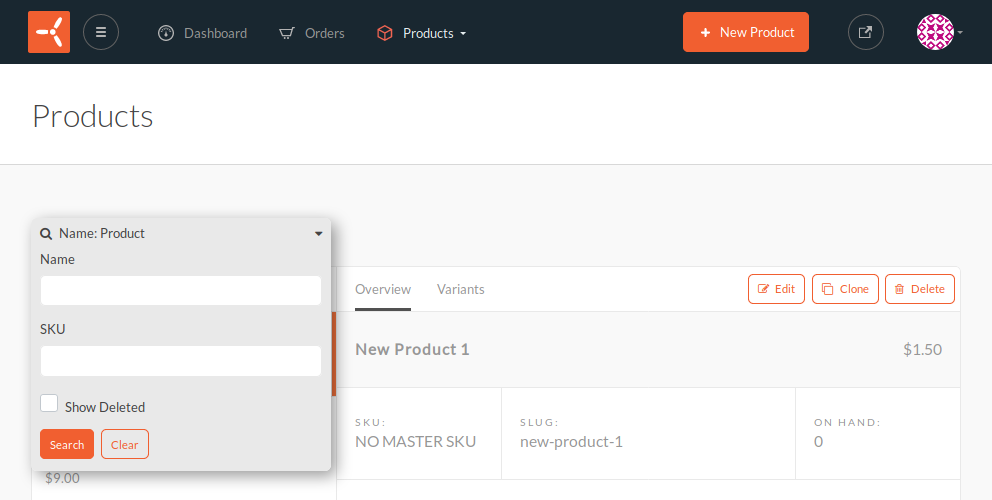 Dashboard
Orders
Products
New Product
Products
Name: Product
Name
SKU
Show Deleted
Search
Clear
$9.00
Overview
Variants
Edit
Clone
Delete
New Product 1
$1.50
SKU:
NO MASTER SKU
SLUG:
new-product-1
ON HAND:
0